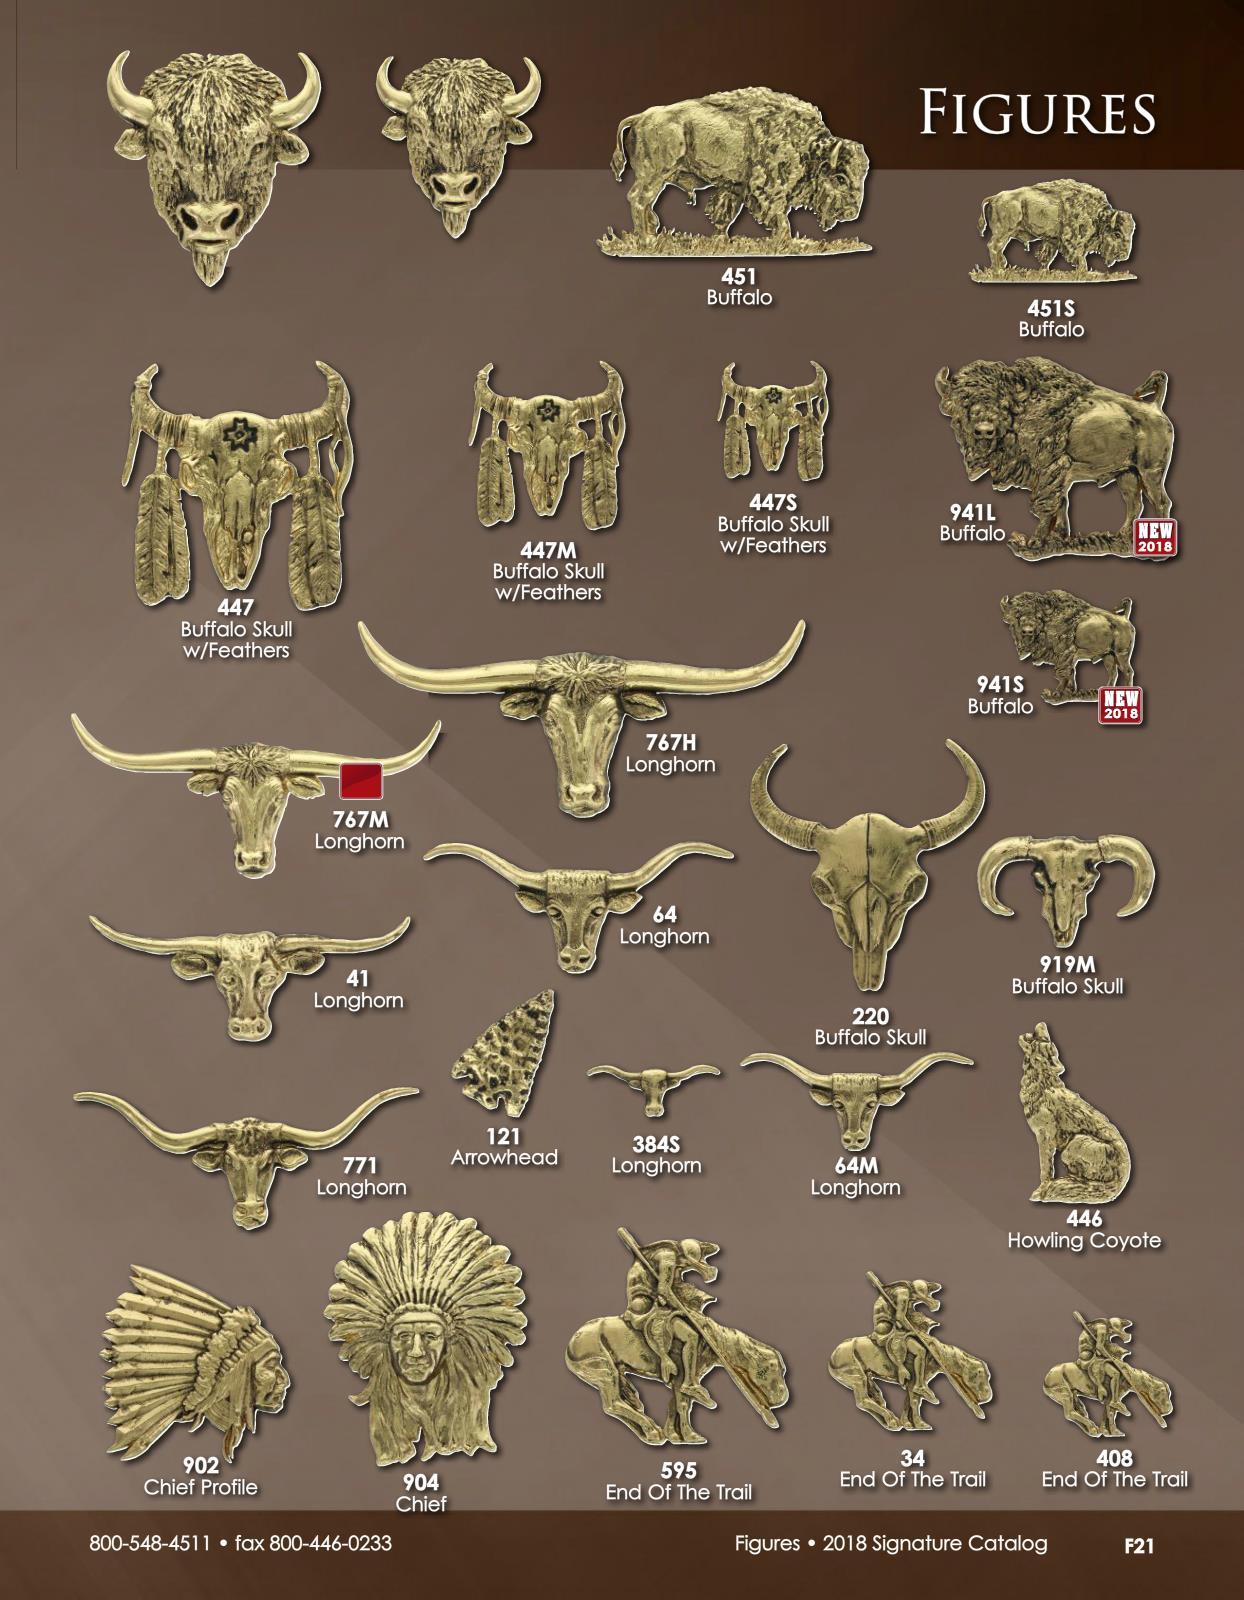 FIGURES
451
Buffalo
451S
Buffalo
447
Buffalo Skull
w/Feathers
447M
Buffalo Skull
w/Feathers
447S
Buffalo Skull
w/Feathers
941L
Buffalo
NEW
2018
941S
Buffalo
NEW
2018
767H
Longhorn
767M
Longhorn
64
Longhorn
41
Longhorn
220
Buffalo Skull
919M
Buffalo Skull
121
Arrowhead
384S
Longhorn
64M
Longhorn
771
Longhorn
446
Howling Coyote
902
Chief Profile
904
Chief
595
End Of The Trail
34
End Of The Trail
408
End Of The Trail
800-548-4511 • fax 800-446-0233
Figures • 2018 Signature Catalog F21